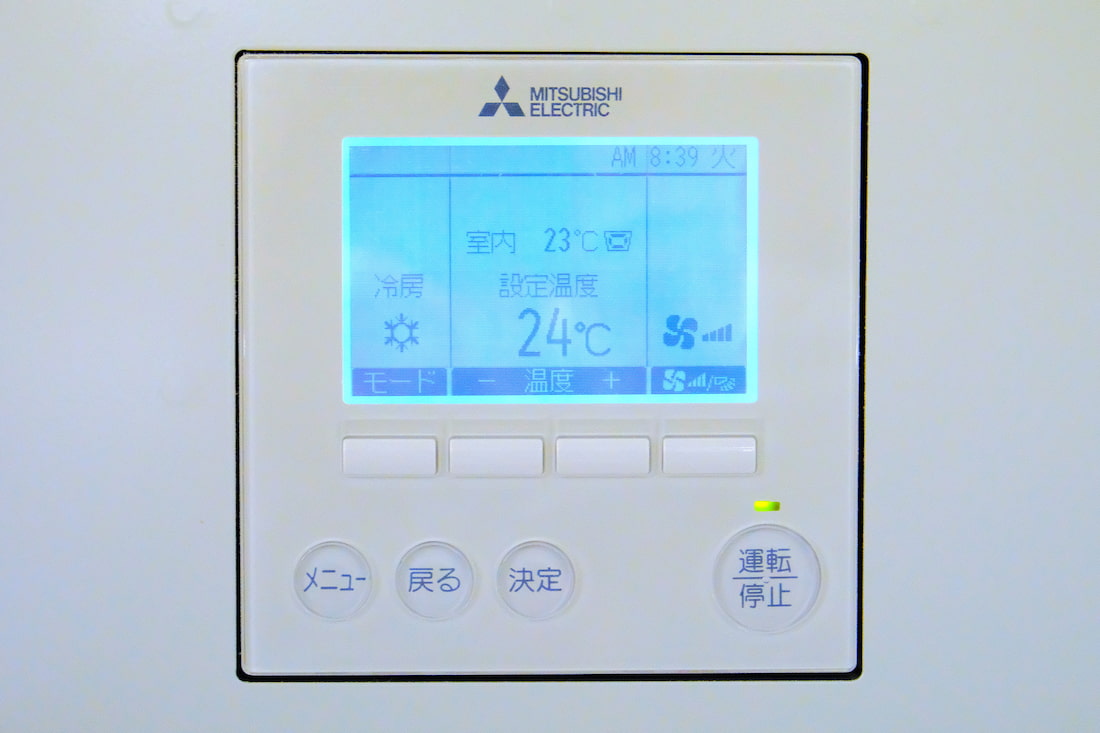 MITSUBISHI
ELECTRIC
AM 8:39 火
室内 23℃
冷房 設定温度
24℃
モード － 温度 ＋
メニュー 戻る 決定 運転
停止